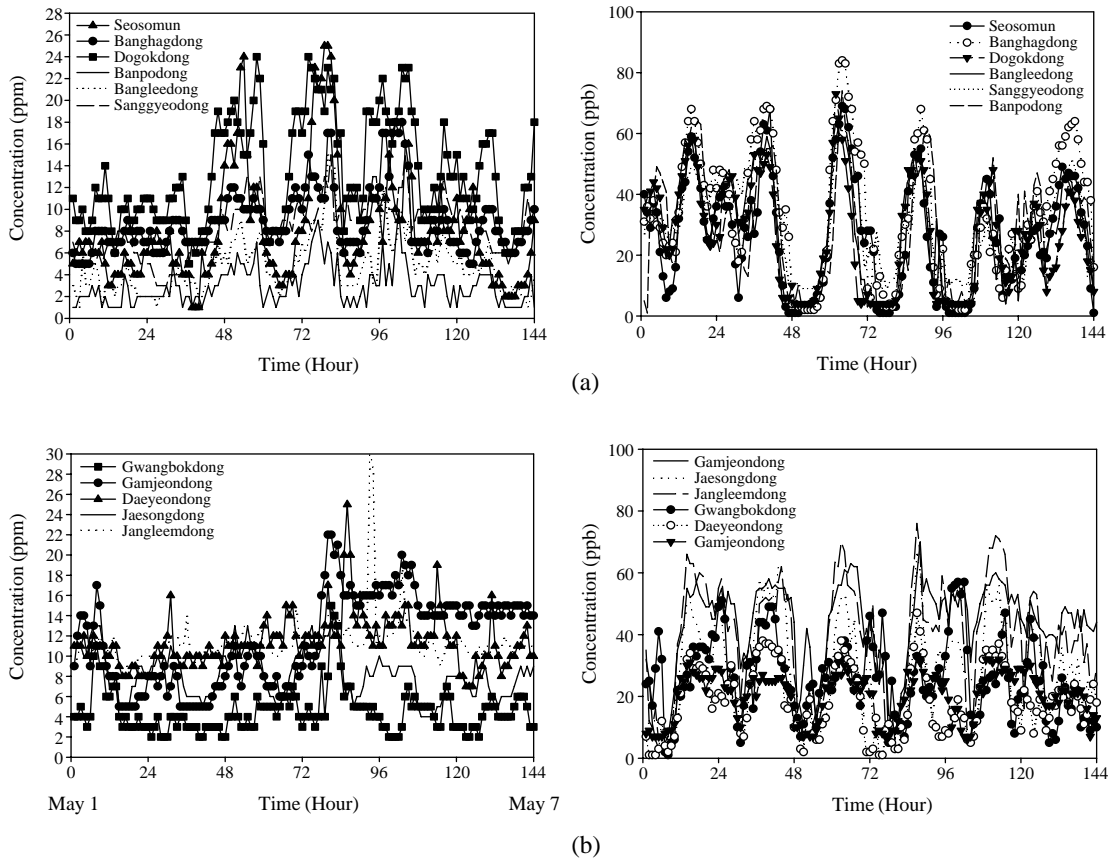 28
26
24
22
20
18
16
14
12
10
8
6
4
2
0
Concentration (ppm)
Seosomun
Banghagdong
Dogokdong
Banpodong
Bangleedong
Sanggyeodong
0 24 48 72 96 120 144
Time (Hour)
100
80
60
40
20
0
Concentration (ppb)
Seosomun
Banghagdong
Dogokdong
Bangleedong
Sanggyeodong
Banpodong
0 24 48 72 96 120 144
Time (Hour)
(a)
30
28
26
24
22
20
18
16
14
12
10
8
6
4
2
0
Concentration (ppm)
Gwangbokdong
Gamjeondong
Daeyeondong
Jaesongdong
Jangleemdong
0 24 48 72 96 120 144
May 1 Time (Hour) May 7
100
80
60
40
20
0
Concentration (ppb)
Gamjeondong
Jaesongdong
Jangleemdong
Gwangbokdong
Daeyeondong
Gamjeondong
0 24 48 72 96 120 144
Time (Hour)
(b)